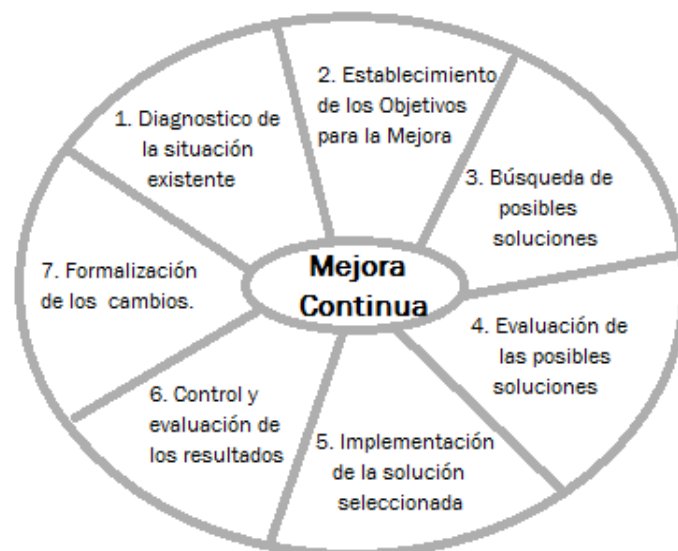 1. Diagnostico de
la situación
existente
2. Establecimiento
de los Objetivos
para la Mejora
3. Búsqueda de
posibles
soluciones
4. Evaluación de
las posibles
soluciones
5. Implementación
de la solución
seleccionada
6. Control y
evaluación de
los resultados
7. Formalización
de los cambios.
Mejora
Continua